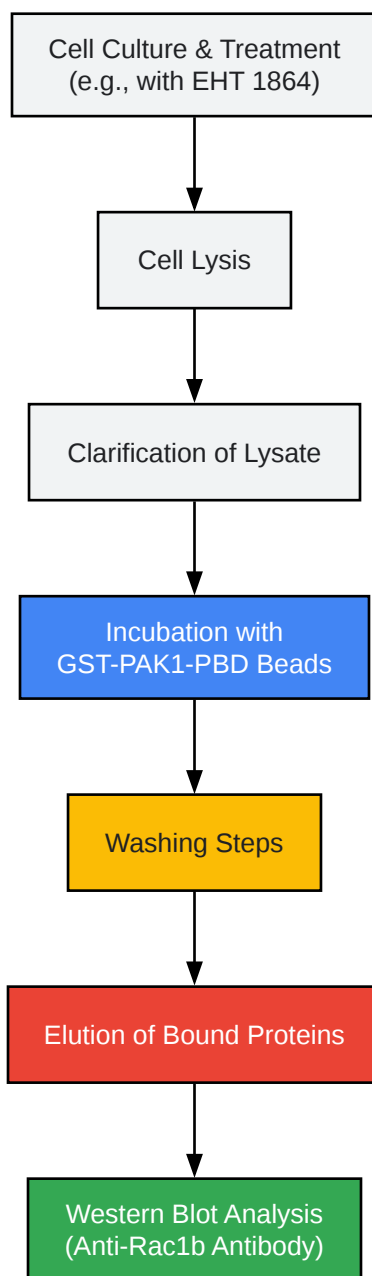 Cell Culture & Treatment
(e.g., with EHT 1864)
Cell Lysis
Clarification of Lysate
Incubation with
GST-PAK1-PBD Beads
Washing Steps
Elution of Bound Proteins
Western Blot Analysis
(Anti-Rac1b Antibody)